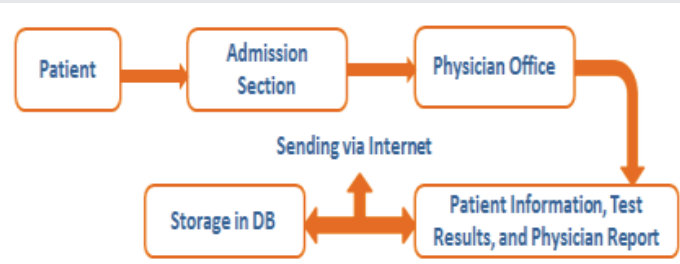 Patient
Admission
Section
Physician Office
Sending via Internet
Storage in DB
Patient Information, Test
Results, and Physician Report